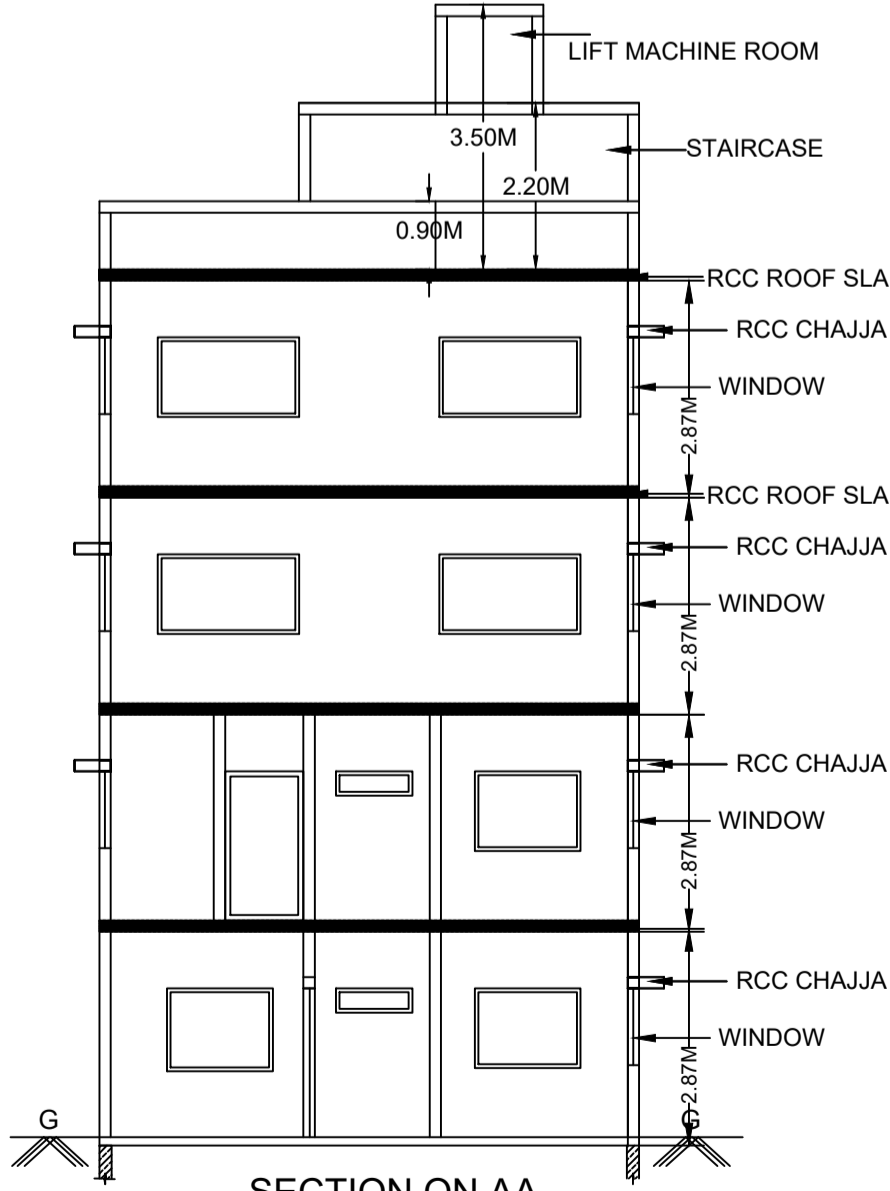 LIFT MACHINE ROOM
3.50M
STAIRCASE
2.20M
0.90M
RCC ROOF SLA
RCC CHAJJA
WINDOW
2.87M
RCC ROOF SLA
RCC CHAJJA
WINDOW
2.87M
RCC CHAJJA
WINDOW
2.87M
RCC CHAJJA
WINDOW
2.87M
G
G
SECTION ON AA